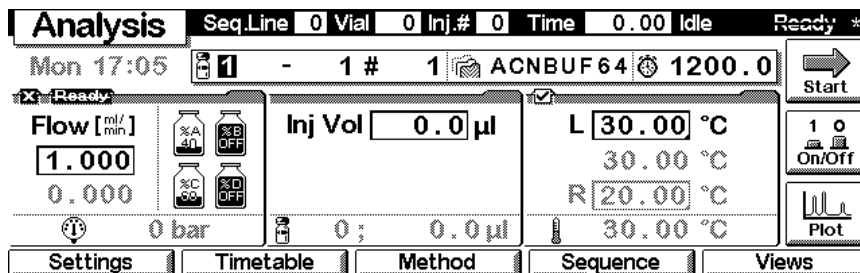 Analysis Seq.Line 0 Vial 0 Inj.# 0 Time 0.00 Idle Ready *
Mon 17:05 1 - 1 # 1 ACNBUF64 1200.0
Start
X Ready
Flow [ml/min] %A 40 %B OFF Inj Vol 0.0 µl L 30.00 °C
1 0
1.000 30.00 °C On/Off
0.000 %C 60 %D OFF R 20.00 °C
0 bar 0; 0.0 µl 30.00 °C Plot
Settings Timetable Method Sequence Views